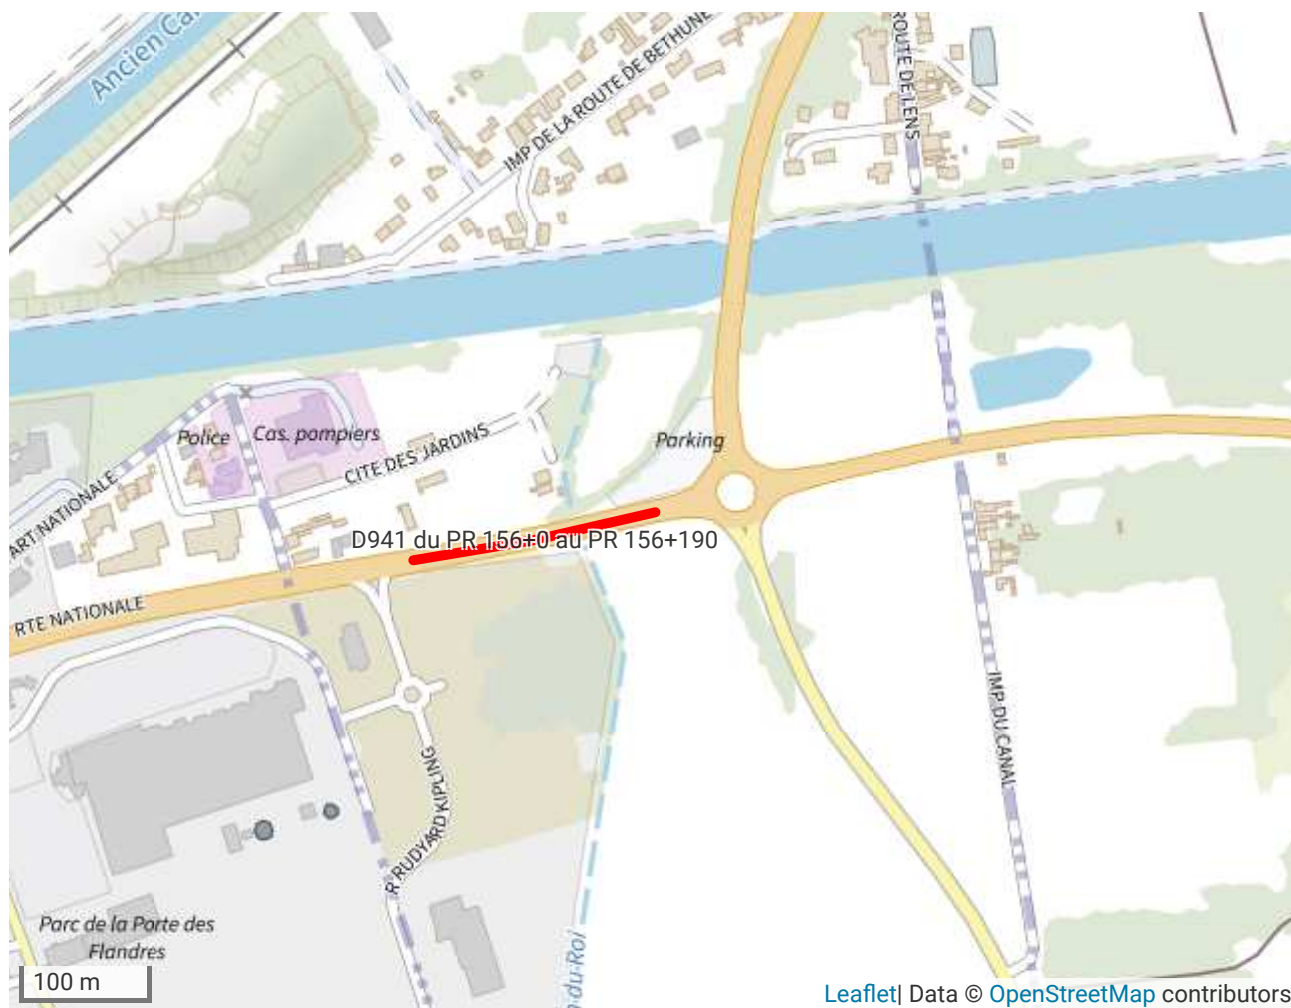 Ancien Ca
IMP DE LA ROUTE DE BETHUNE
ROUTE DE LENS
Police
Cas. pompiers
CITE DES JARDINS
Parking
ART NATIONALE
D941 du PR 156+0 au PR 156+190
RTE NATIONALE
IMP DU CANAL
R RUDYARD KIPLING
Parc de la Porte des
Flandres
du Roi
100 m
Leaflet| Data © OpenStreetMap contributors